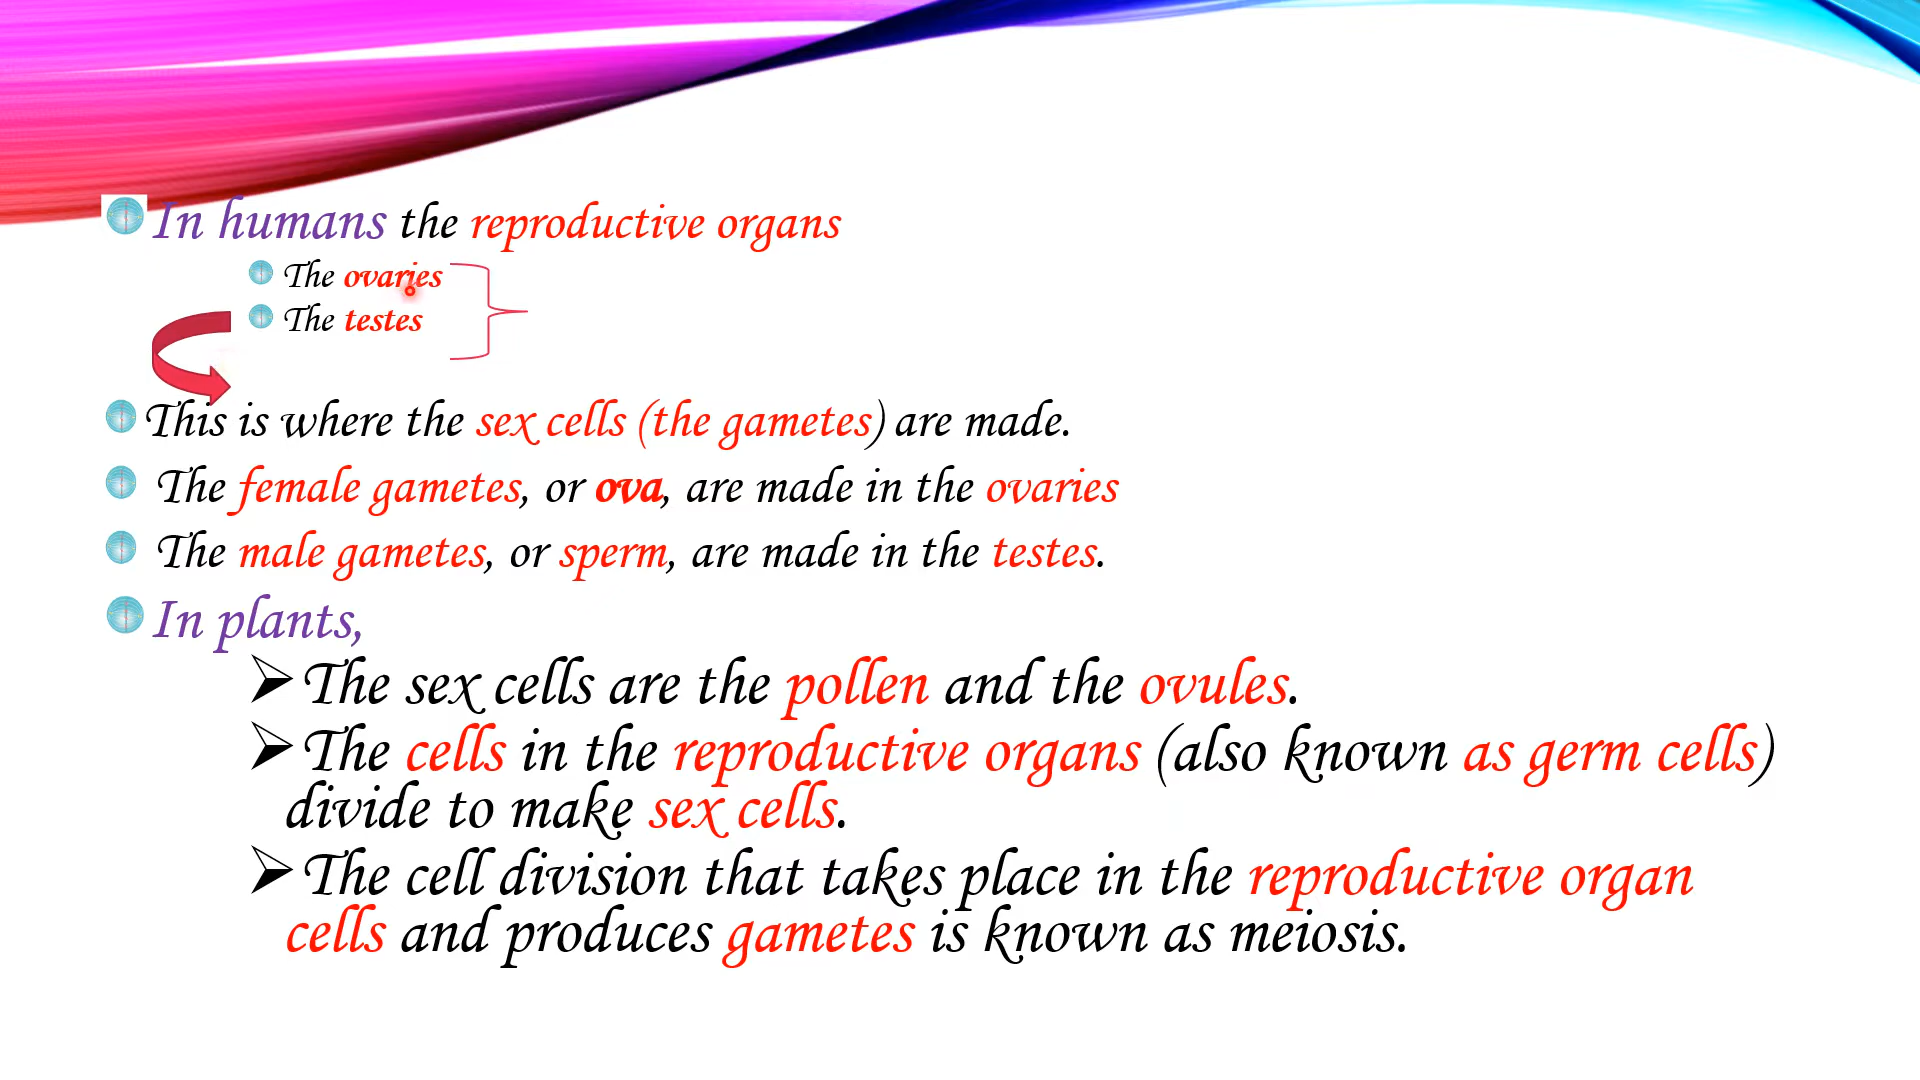 In humans the reproductive organs
The ovaries
The testes
This is where the sex cells (the gametes) are made.
The female gametes, or ova, are made in the ovaries
The male gametes, or sperm, are made in the testes.
In plants,
The sex cells are the pollen and the ovules.
The cells in the reproductive organs (also known as germ cells)
divide to make sex cells.
The cell division that takes place in the reproductive organ
cells and produces gametes is known as meiosis.